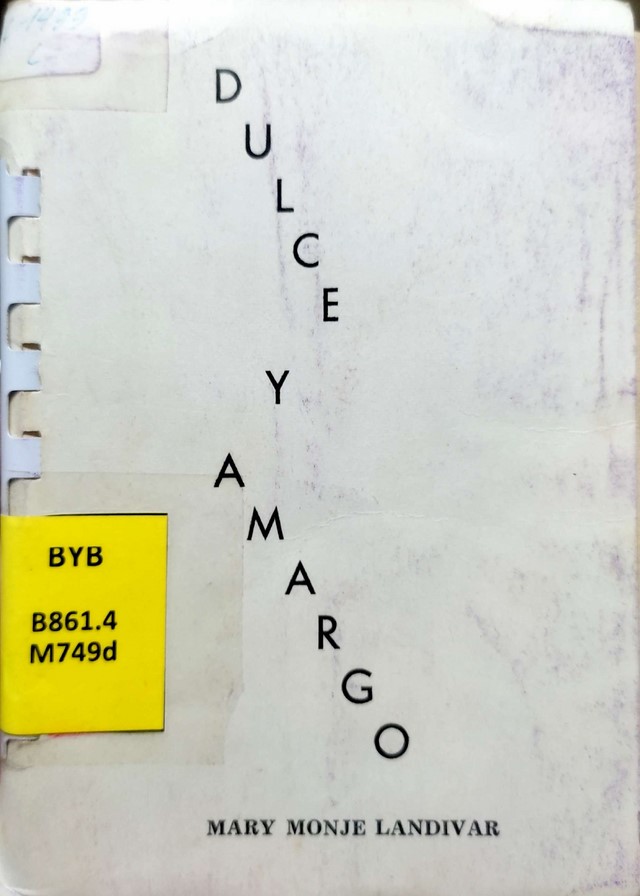 DULCE
Y
AMARGO
BYB
B861.4
M749d
MARY MONJE LANDIVAR